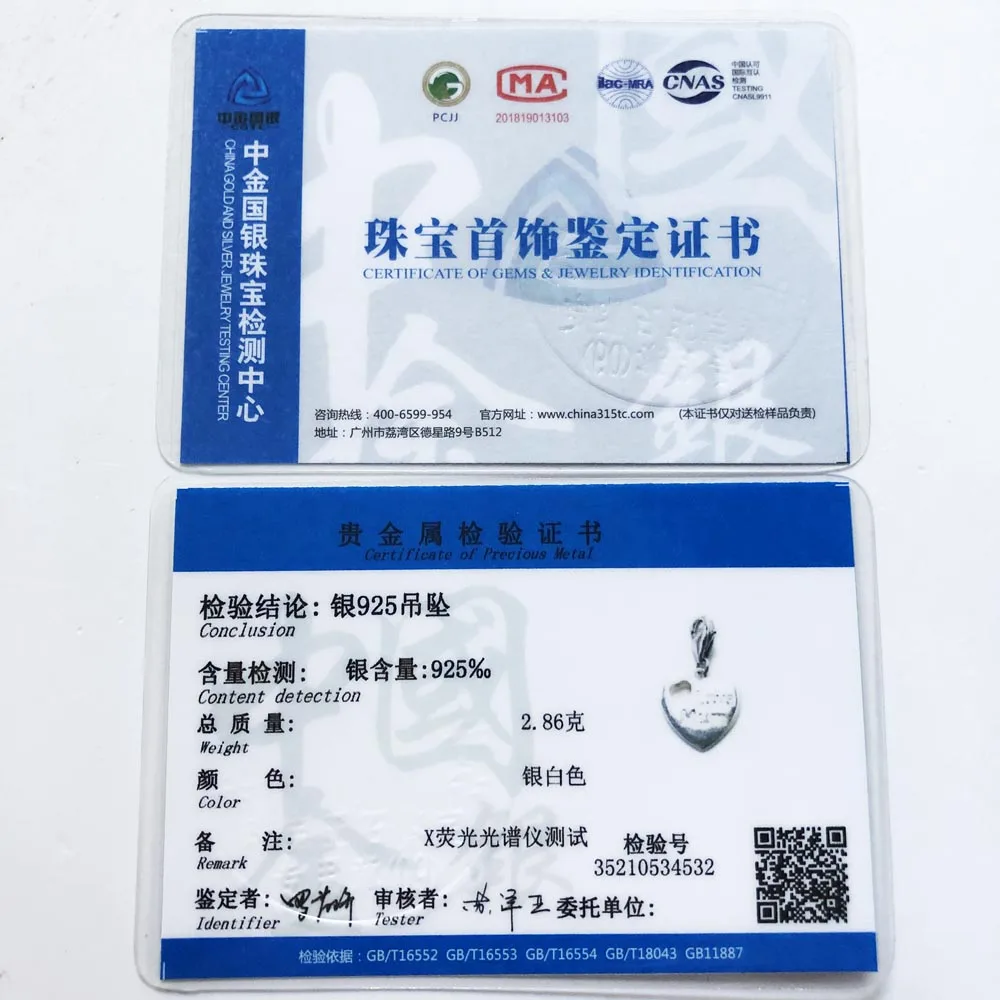 中金国银
CGTC
中金国银珠宝检测中心
CHINA GOLD AND SILVER JEWELRY TESTING CENTER
PCJJ
MA
201819013103
ilac-MRA
CNAS
中国认可
国际互认
检测
TESTING
CNASL9911
珠宝首饰鉴定证书
CERTIFICATE OF GEMS & JEWELRY IDENTIFICATION
咨询热线：400-6599-954 官方网址：www.china315tc.com (本证书仅对送检样品负责)
地址：广州市荔湾区德星路9号B512
贵金属检验证书
Certificate of Precious Metal
检验结论: 银925吊坠
Conclusion
含量检测: 银含量:925‰
Content detection
总质量: 2.86克
Weight
颜色: 银白色
Color
备注: X荧光光谱仪测试
Remark
检验号
35210534532
鉴定者: 审核者: 委托单位:
Identifier Tester
检验依据：GB/T16552 GB/T16553 GB/T16554 GB/T18043 GB11887